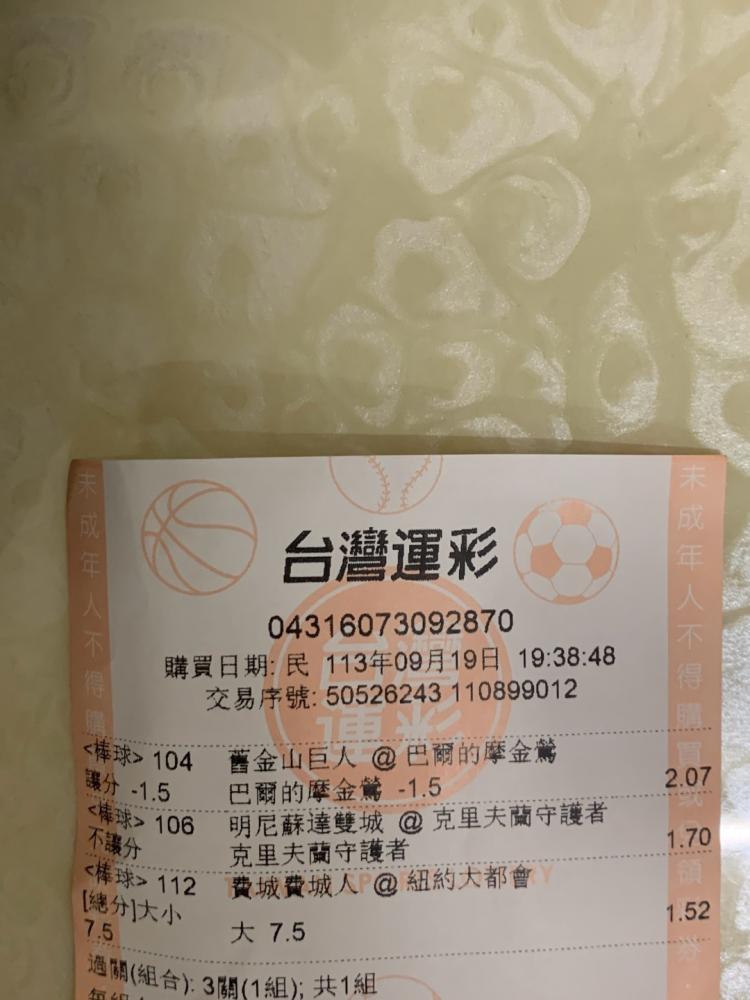 台灣運彩
04316073092870
購買日期: 民 113年09月19日 19:38:48
交易序號: 50526243 110899012
<棒球> 104 舊金山巨人 @ 巴爾的摩金鶯
讓分 -1.5 巴爾的摩金鶯 -1.5 2.07
<棒球> 106 明尼蘇達雙城 @ 克里夫蘭守護者
不讓分 克里夫蘭守護者 1.70
<棒球> 112 費城費城人 @ 紐約大都會
[總分]大小
7.5 大 7.5 1.52
過關(組合): 3關(1組); 共1組
未成年人不得購
未成年人不得購買或
領
券